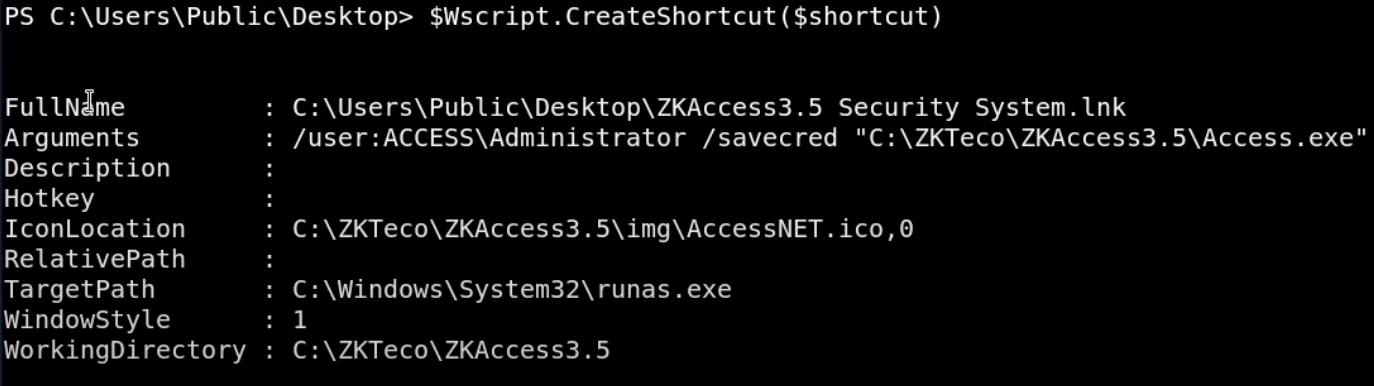 PS C:\Users\Public\Desktop> $Wscript.CreateShortcut($shortcut)
FullName : C:\Users\Public\Desktop\ZKAccess3.5 Security System.lnk
Arguments : /user:ACCESS\Administrator /savecred "C:\ZKTeco\ZKAccess3.5\Access.exe"
Description :
Hotkey :
IconLocation : C:\ZKTeco\ZKAccess3.5\img\AccessNET.ico,0
RelativePath :
TargetPath : C:\Windows\System32\runas.exe
WindowStyle : 1
WorkingDirectory : C:\ZKTeco\ZKAccess3.5